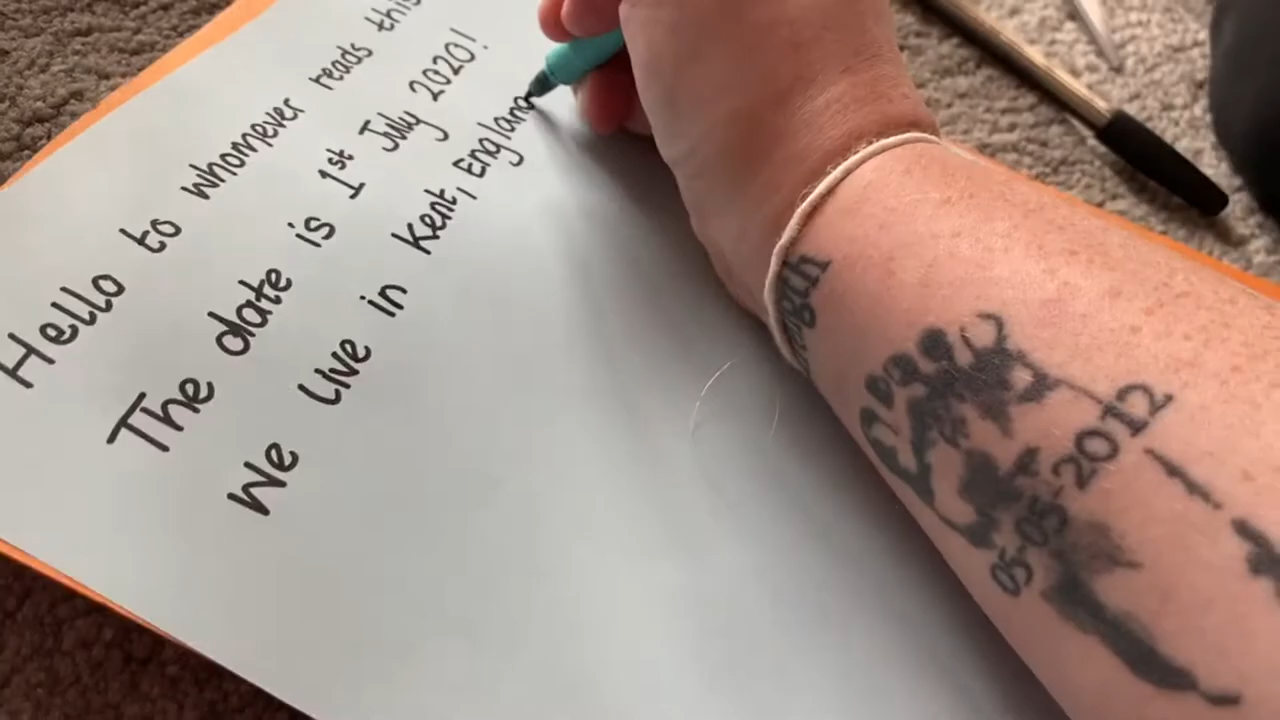 Hello to whomever reads this
The date is 1st July 2020!
We live in Kent, England
05-05-2012